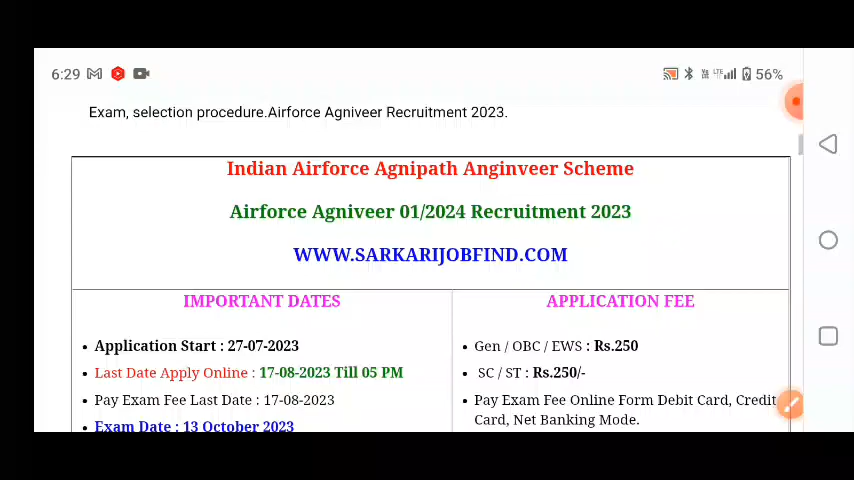 6:29 56%
Exam, selection procedure.Airforce Agniveer Recruitment 2023.
Indian Airforce Agnipath Anginveer Scheme
Airforce Agniveer 01/2024 Recruitment 2023
WWW.SARKARIJOBFIND.COM
IMPORTANT DATES
• Application Start : 27-07-2023
• Last Date Apply Online : 17-08-2023 Till 05 PM
• Pay Exam Fee Last Date : 17-08-2023
• Exam Date : 13 October 2023
APPLICATION FEE
• Gen / OBC / EWS : Rs.250
• SC / ST : Rs.250/-
• Pay Exam Fee Online Form Debit Card, Credit
Card, Net Banking Mode.